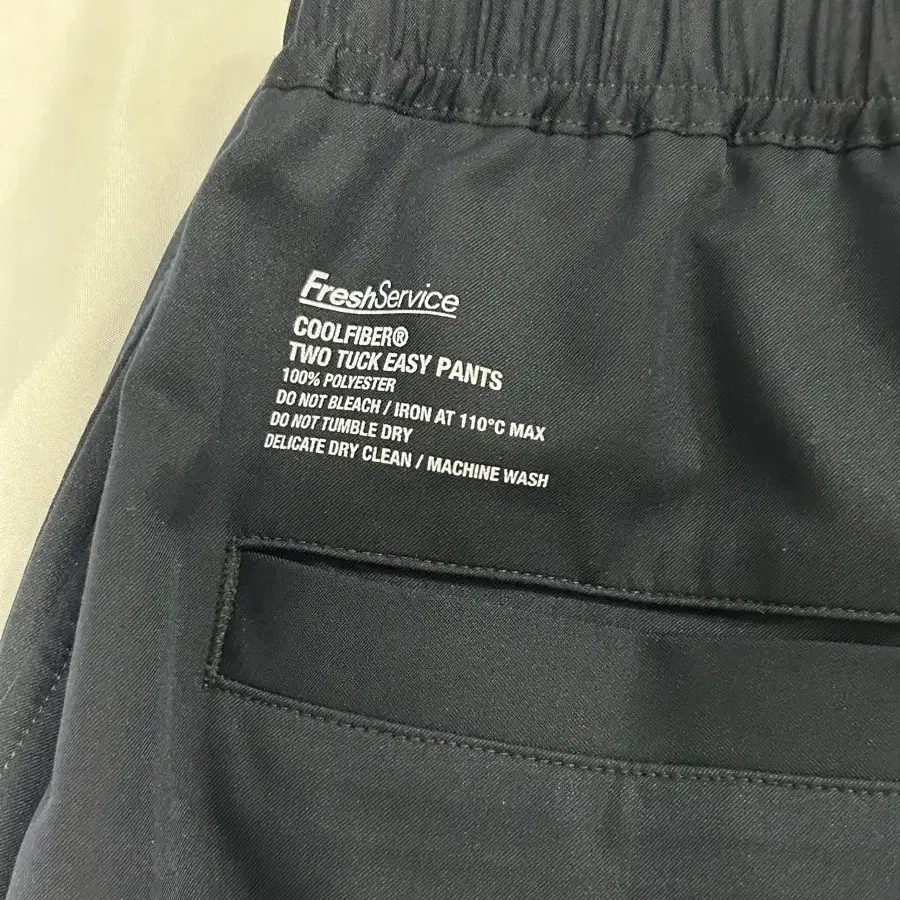 FreshService
COOLFIBER®
TWO TUCK EASY PANTS
100% POLYESTER
DO NOT BLEACH / IRON AT 110°C MAX
DO NOT TUMBLE DRY
DELICATE DRY CLEAN / MACHINE WASH